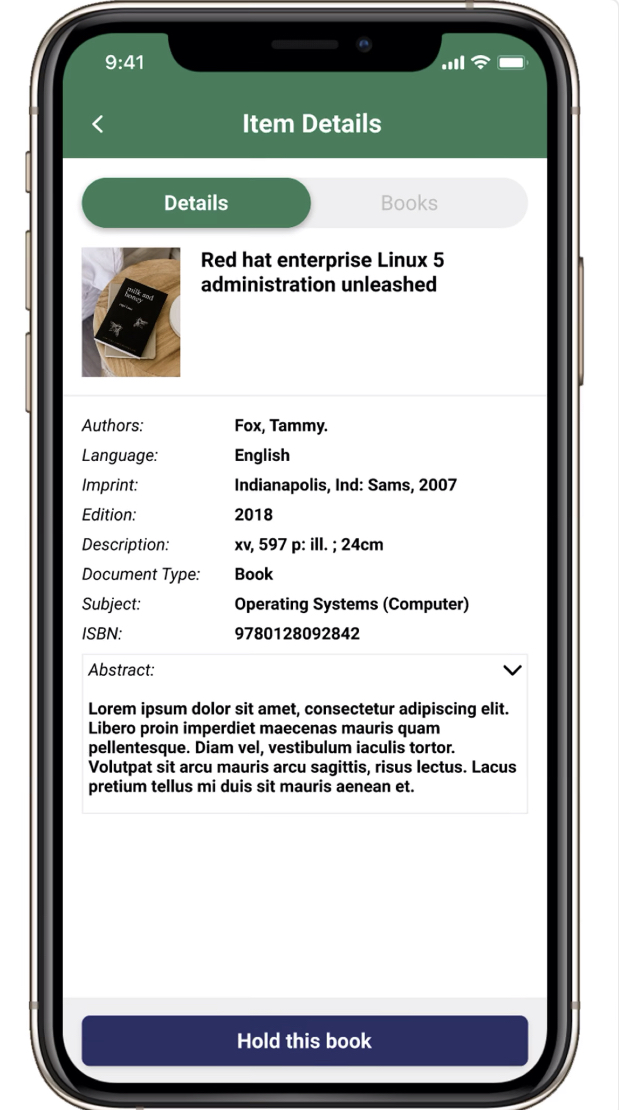 9:41
Item Details
Details
Books
Red hat enterprise Linux 5
administration unleashed
milk and
honey
Authors: Fox, Tammy.
Language: English
Imprint: Indianapolis, Ind: Sams, 2007
Edition: 2018
Description: xv, 597 p: ill. ; 24cm
Document Type: Book
Subject: Operating Systems (Computer)
ISBN: 9780128092842
Abstract:
Lorem ipsum dolor sit amet, consectetur adipiscing elit.
Libero proin imperdiet maecenas mauris quam
pellentesque. Diam vel, vestibulum iaculis tortor.
Volutpat sit arcu mauris arcu sagittis, risus lectus. Lacus
pretium tellus mi duis sit mauris aenean et.
Hold this book